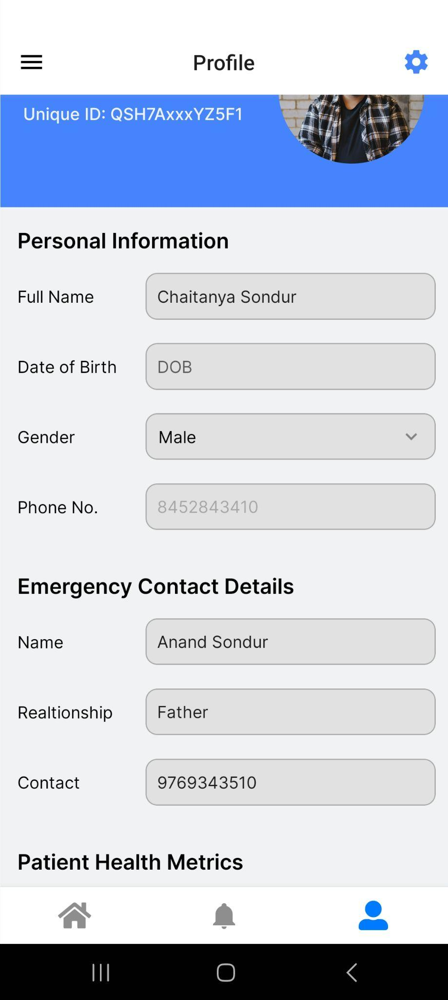 Profile
Unique ID: QSH7AxxxYZ5F1
Personal Information
Full Name Chaitanya Sondur
Date of Birth DOB
Gender Male
Phone No. 8452843410
Emergency Contact Details
Name Anand Sondur
Realtionship Father
Contact 9769343510
Patient Health Metrics